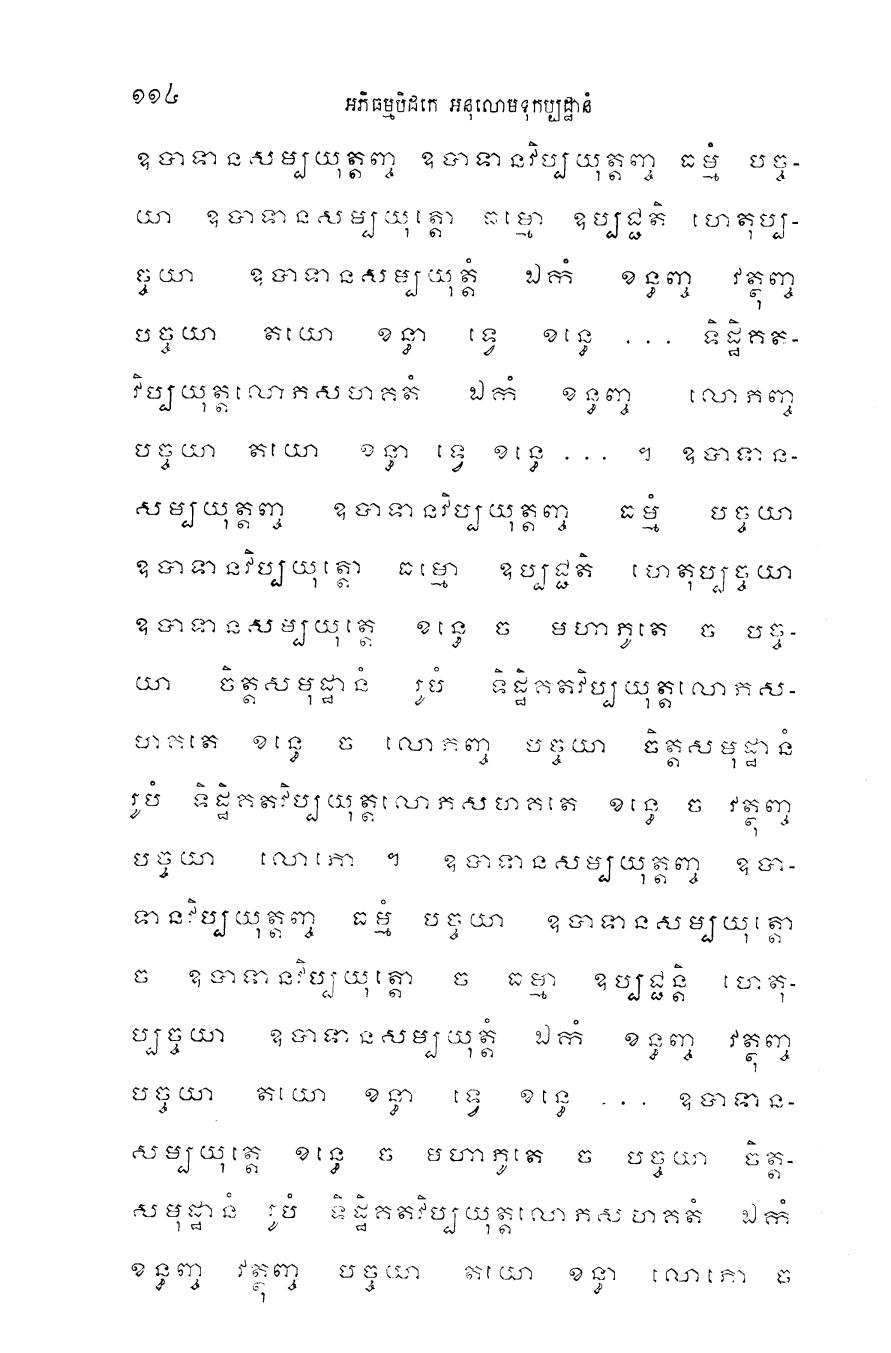 ១១៤ អភិធម្មបិដកេ អនុលោមទុកប្បដ្ឋានំ
ឧបាទានសម្បយុត្តញ្ច ឧបាទានវិប្បយុត្តញ្ច ធម្មំ បច្ច-
យា ឧបាទានសម្បយុត្តោ ធម្មោ ឧប្បជ្ជតិ ហេតុប្ប-
ច្ចយា ឧបាទានសម្បយុត្តំ ឯកំ ខន្ធញ្ច វត្ថុញ្ច
បច្ចយា តយោ ខន្ធា ទ្វេ ខន្ធេ ... ទិដ្ឋិគត-
វិប្បយុត្តលោភសហគតំ ឯកំ ខន្ធញ្ច លោភញ្ច
បច្ចយា តយោ ខន្ធា ទ្វេ ខន្ធេ ... ។ ឧបាទាន-
សម្បយុត្តញ្ច ឧបាទានវិប្បយុត្តញ្ច ធម្មំ បច្ចយា
ឧបាទានវិប្បយុត្តោ ធម្មោ ឧប្បជ្ជតិ ហេតុប្បច្ចយា
ឧបាទានសម្បយុត្តេ ខន្ធេ ច មហាភូតេ ច បច្ច-
យា ចិត្តសមុដ្ឋានំ រូបំ ទិដ្ឋិគតវិប្បយុត្តលោភស-
ហគតេ ខន្ធេ ច លោភញ្ច បច្ចយា ចិត្តសមុដ្ឋានំ
រូបំ ទិដ្ឋិគតវិប្បយុត្តលោភសហគតេ ខន្ធេ ច វត្ថុញ្ច
បច្ចយា លោភោ ។ ឧបាទានសម្បយុត្តញ្ច ឧបា-
ទានវិប្បយុត្តញ្ច ធម្មំ បច្ចយា ឧបាទានសម្បយុត្តោ
ច ឧបាទានវិប្បយុត្តោ ច ធម្មា ឧប្បជ្ជន្តិ ហេតុ-
ប្បច្ចយា ឧបាទានសម្បយុត្តំ ឯកំ ខន្ធញ្ច វត្ថុញ្ច
បច្ចយា តយោ ខន្ធា ទ្វេ ខន្ធេ ... ឧបាទាន-
សម្បយុត្តេ ខន្ធេ ច មហាភូតេ ច បច្ចយា ចិត្ត-
សមុដ្ឋានំ រូបំ ទិដ្ឋិគតវិប្បយុត្តលោភសហគតំ ឯកំ
ខន្ធញ្ច វត្ថុញ្ច បច្ចយា តយោ ខន្ធា លោភោ ច